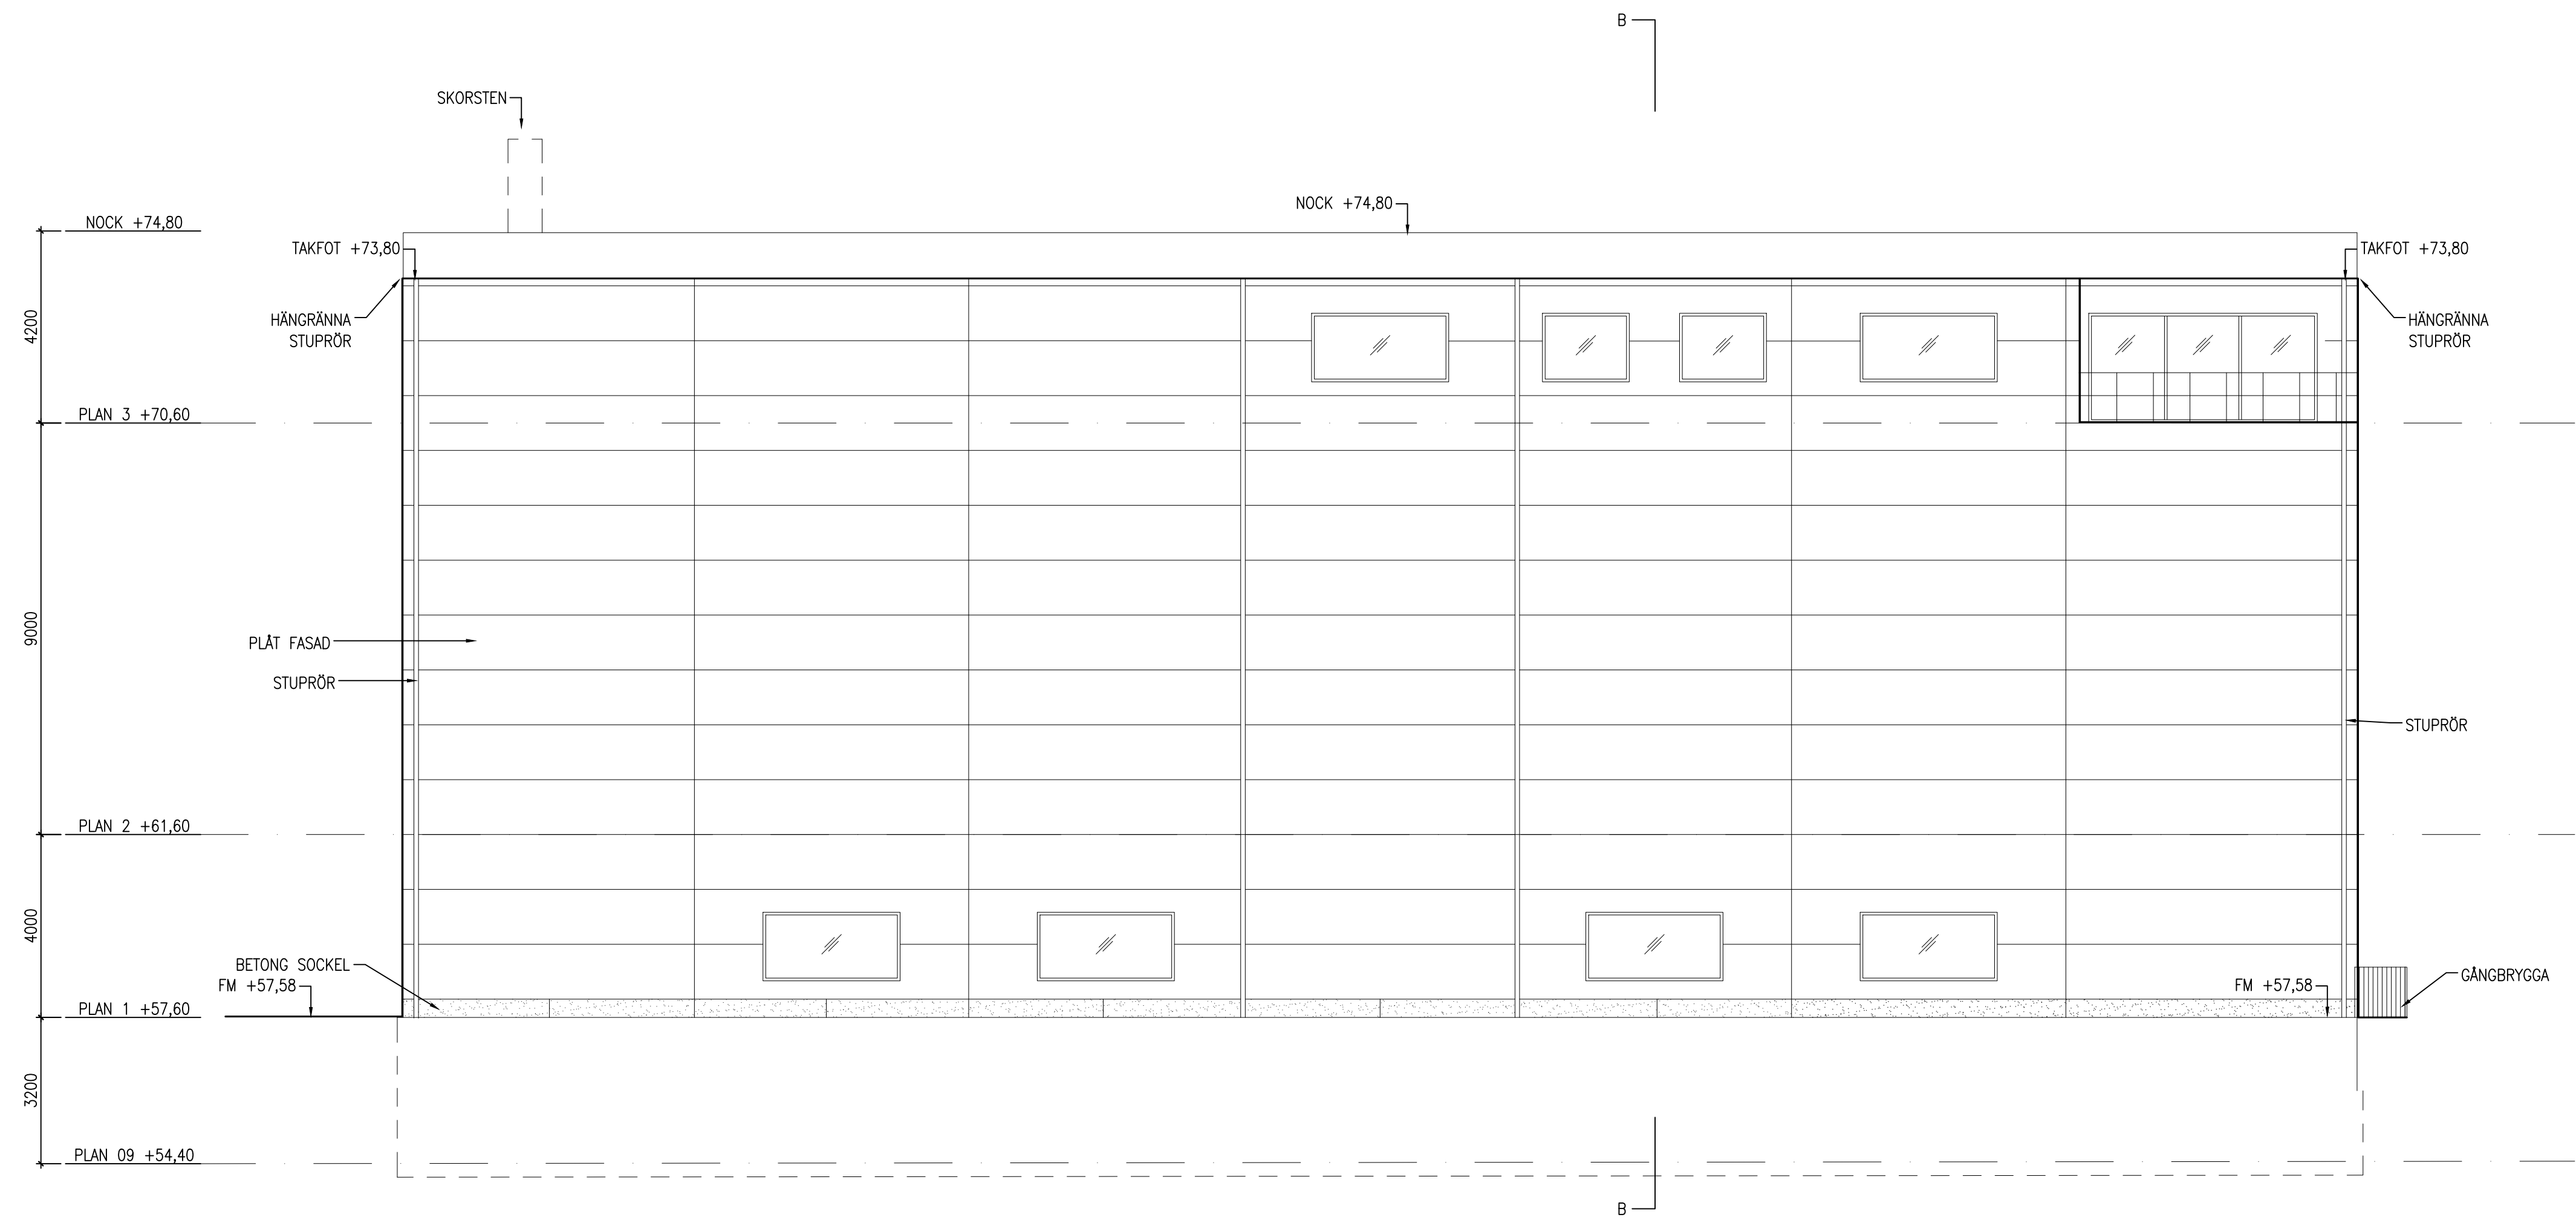 B
SKORSTEN
NOCK +74,80
NOCK +74,80
TAKFOT +73,80
TAKFOT +73,80
4200
HÄNGRÄNNA
STUPRÖR
HÄNGRÄNNA
STUPRÖR
PLAN 3 +70,60
9000
PLÅT FASAD
STUPRÖR
STUPRÖR
PLAN 2 +61,60
4000
BETONG SOCKEL
FM +57,58
FM +57,58
GÅNGBRYGGA
PLAN 1 +57,60
3200
PLAN 09 +54,40
B